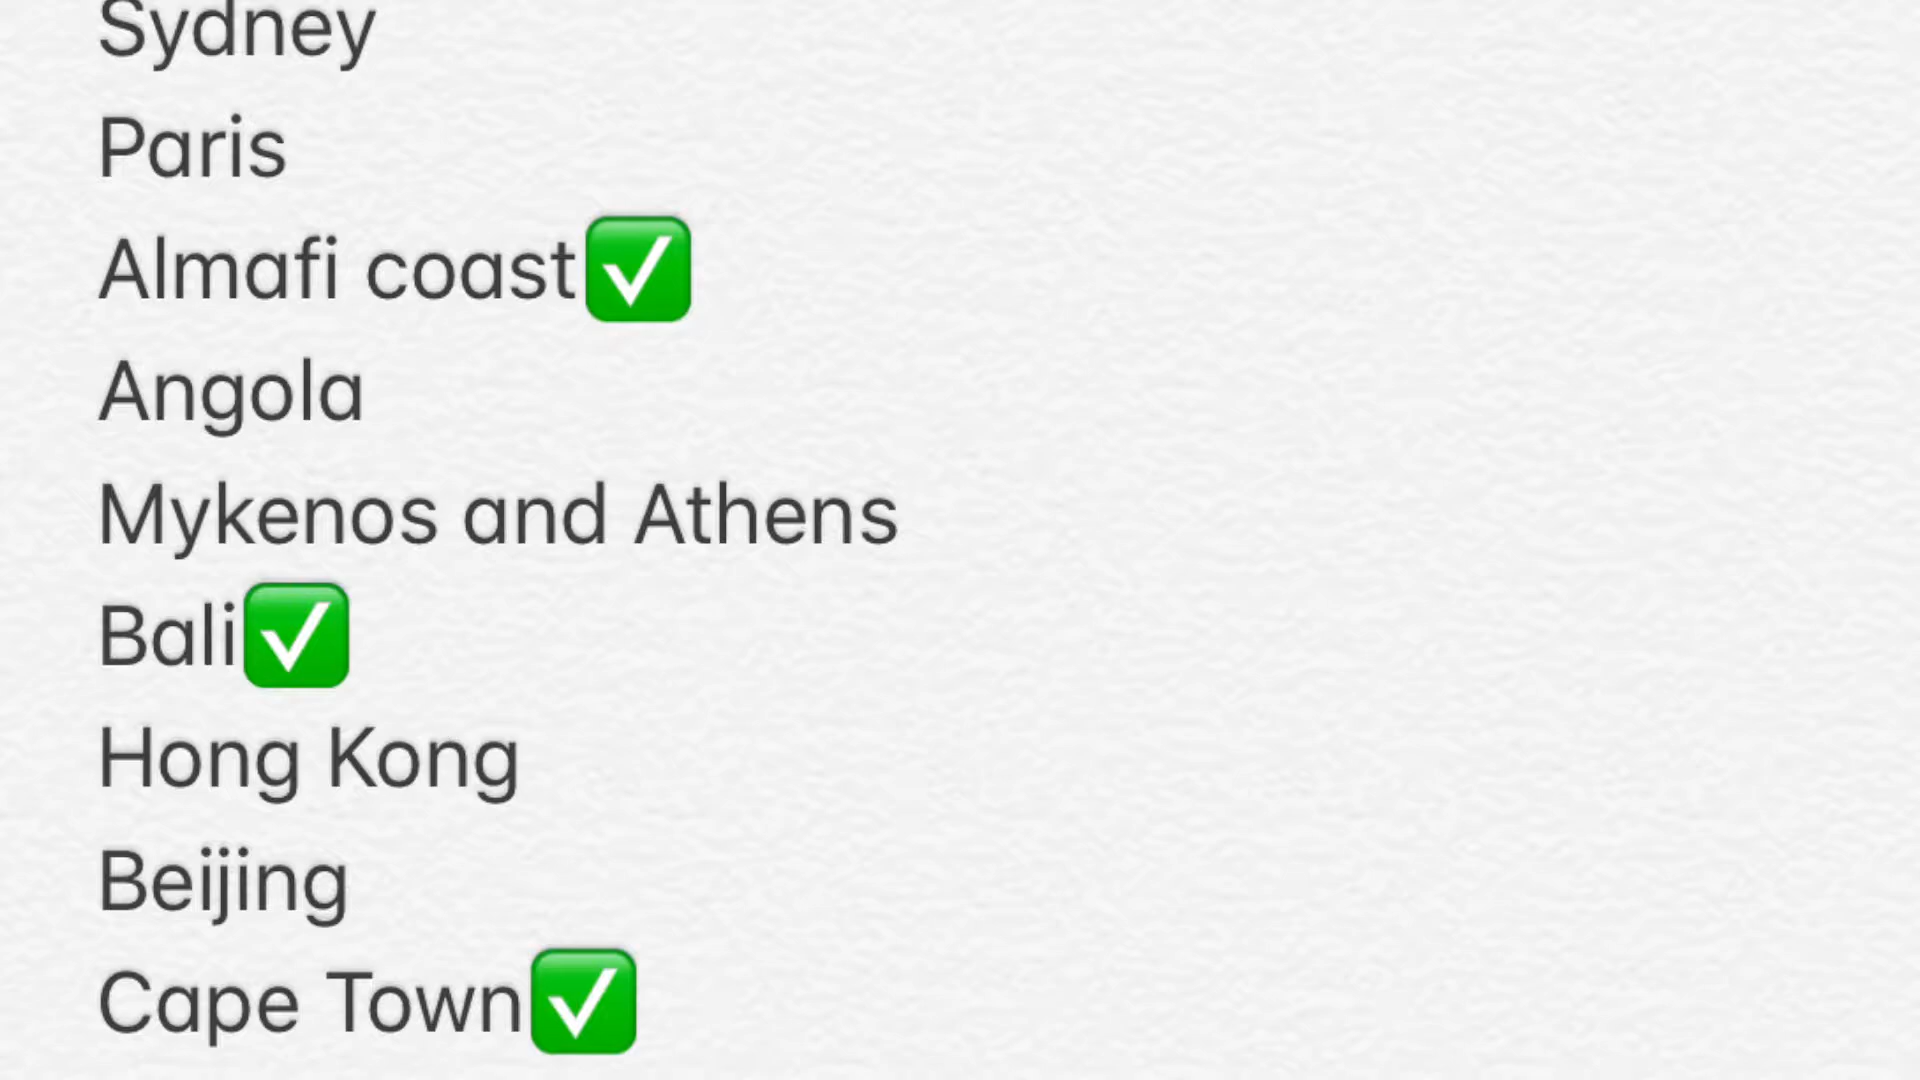 Sydney
Paris
Almafi coast✅
Angola
Mykenos and Athens
Bali✅
Hong Kong
Beijing
Cape Town✅